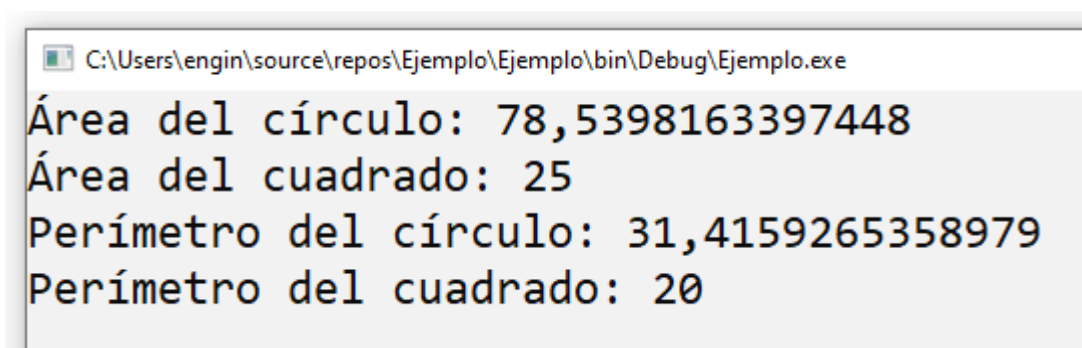 C:\Users\engin\source\repos\Ejemplo\Ejemplo\bin\Debug\Ejemplo.exe
Área del círculo: 78,5398163397448
Área del cuadrado: 25
Perímetro del círculo: 31,4159265358979
Perímetro del cuadrado: 20